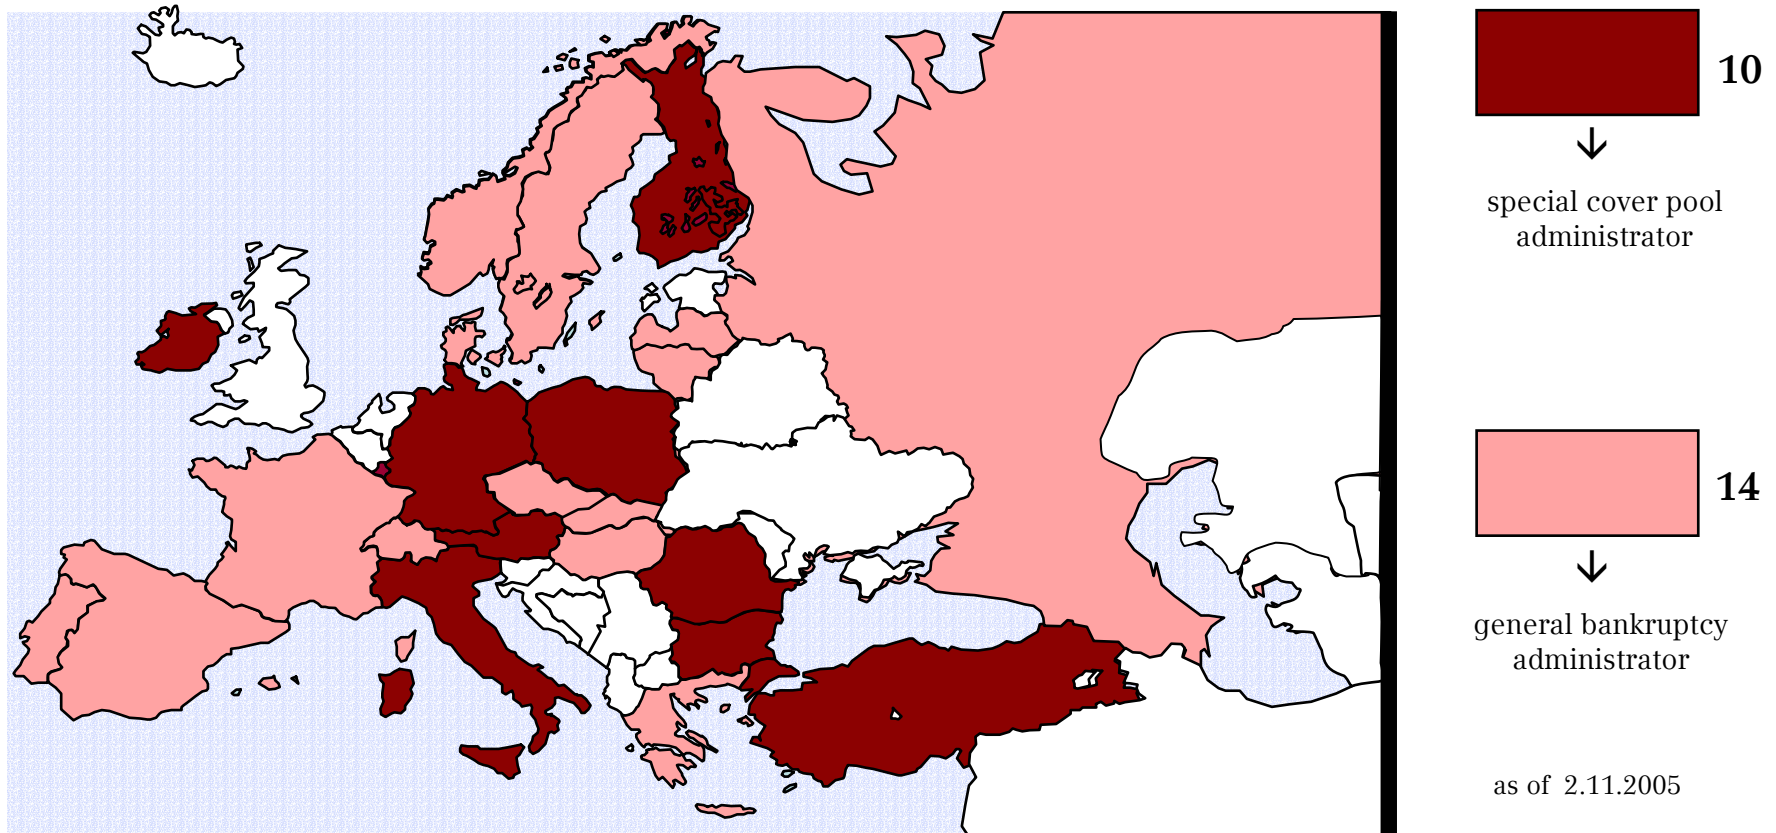 10
special cover pool
administrator
14
general bankruptcy
administrator
as of 2.11.2005